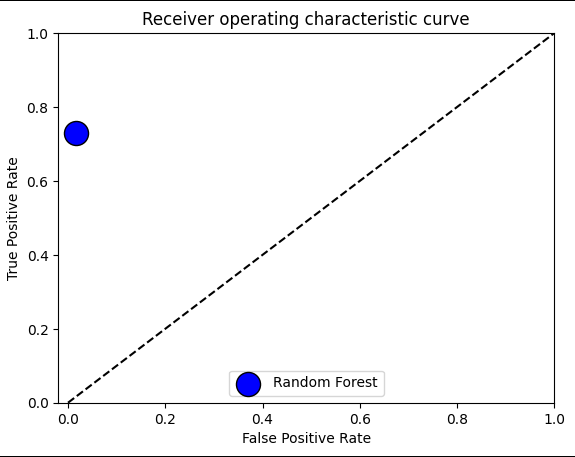 Receiver operating characteristic curve
1.0
0.8
0.6
0.4
0.2
0.0
True Positive Rate
Random Forest
0.0 0.2 0.4 0.6 0.8 1.0
False Positive Rate